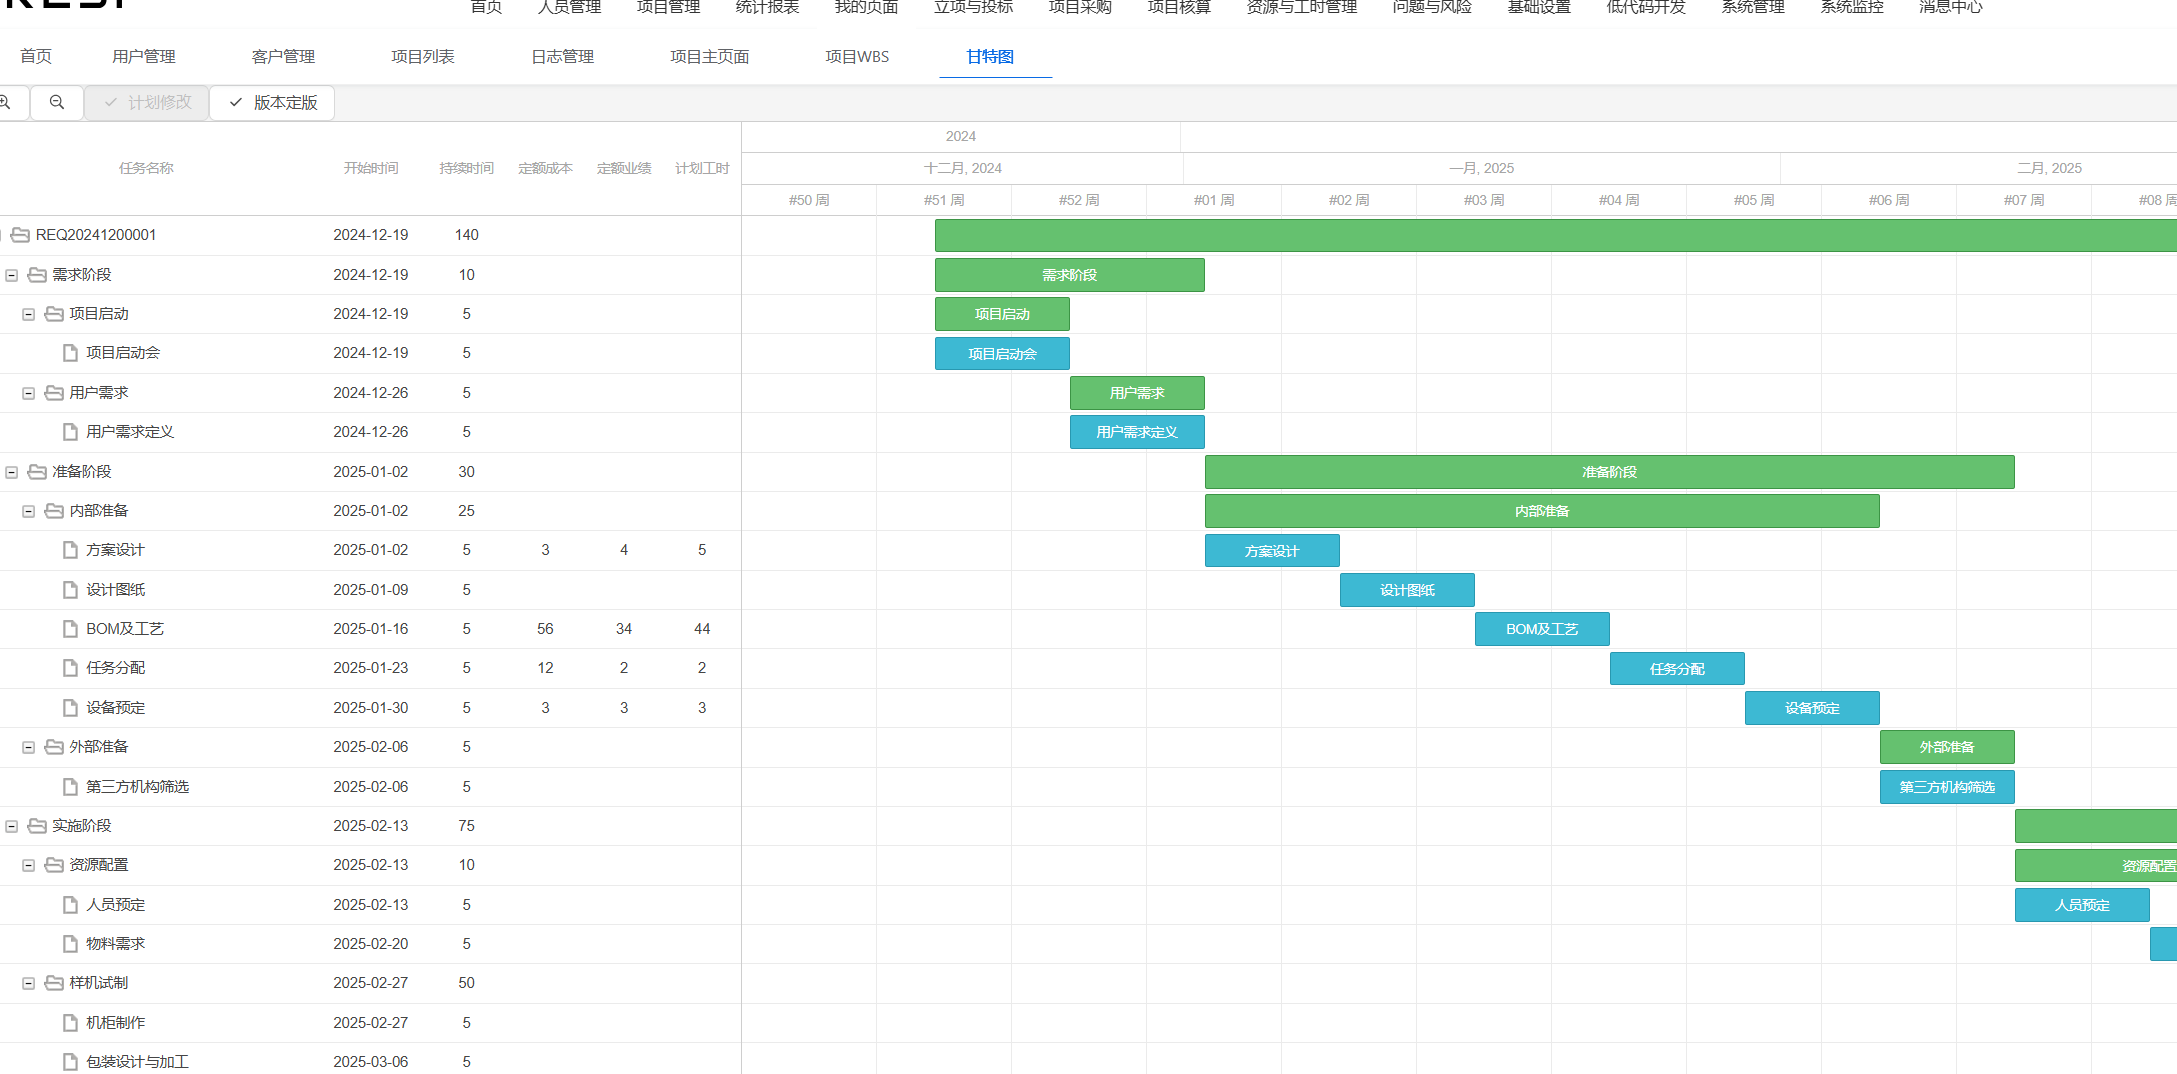 首页 人员管理 项目管理 统计报表 我的页面 立项与投标 项目采购 项目核算 资源与工时管理 问题与风险 基础设置 低代码开发 系统管理 系统监控 消息中心
首页 用户管理 客户管理 项目列表 日志管理 项目主页面 项目WBS 甘特图
计划修改 版本定版
2024
任务名称 开始时间 持续时间 定额成本 定额业绩 计划工时 十二月, 2024 一月, 2025 二月, 2025
#50 周 #51 周 #52 周 #01 周 #02 周 #03 周 #04 周 #05 周 #06 周 #07 周 #08 周
REQ20241200001 2024-12-19 140
需求阶段 2024-12-19 10 需求阶段
项目启动 2024-12-19 5 项目启动
项目启动会 2024-12-19 5 项目启动会
用户需求 2024-12-26 5 用户需求
用户需求定义 2024-12-26 5 用户需求定义
准备阶段 2025-01-02 30 准备阶段
内部准备 2025-01-02 25 内部准备
方案设计 2025-01-02 5 3 4 5 方案设计
设计图纸 2025-01-09 5 设计图纸
BOM及工艺 2025-01-16 5 56 34 44 BOM及工艺
任务分配 2025-01-23 5 12 2 2 任务分配
设备预定 2025-01-30 5 3 3 3 设备预定
外部准备 2025-02-06 5 外部准备
第三方机构筛选 2025-02-06 5 第三方机构筛选
实施阶段 2025-02-13 75
资源配置 2025-02-13 10 资源配置
人员预定 2025-02-13 5 人员预定
物料需求 2025-02-20 5
样机试制 2025-02-27 50
机柜制作 2025-02-27 5
包装设计与加工 2025-03-06 5